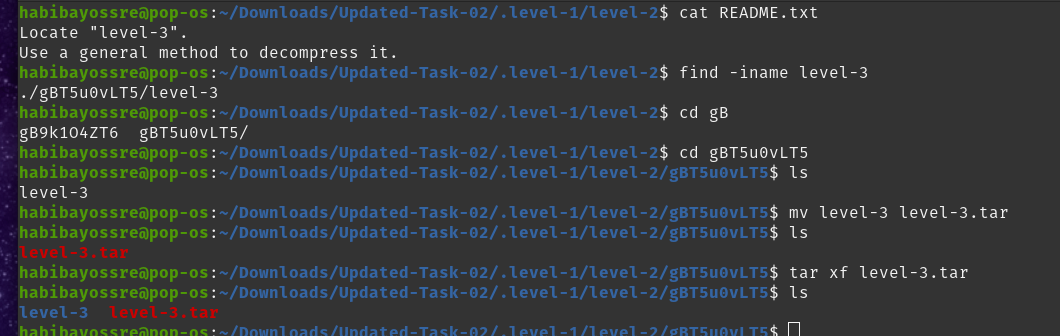 habibayossre@pop-os:~/Downloads/Updated-Task-02/.level-1/level-2$ cat README.txt
Locate "level-3".
Use a general method to decompress it.
habibayossre@pop-os:~/Downloads/Updated-Task-02/.level-1/level-2$ find -iname level-3
./gBT5u0vLT5/level-3
habibayossre@pop-os:~/Downloads/Updated-Task-02/.level-1/level-2$ cd gB
gB9k1O4ZT6  gBT5u0vLT5/
habibayossre@pop-os:~/Downloads/Updated-Task-02/.level-1/level-2$ cd gBT5u0vLT5
habibayossre@pop-os:~/Downloads/Updated-Task-02/.level-1/level-2/gBT5u0vLT5$ ls
level-3
habibayossre@pop-os:~/Downloads/Updated-Task-02/.level-1/level-2/gBT5u0vLT5$ mv level-3 level-3.tar
habibayossre@pop-os:~/Downloads/Updated-Task-02/.level-1/level-2/gBT5u0vLT5$ ls
level-3.tar
habibayossre@pop-os:~/Downloads/Updated-Task-02/.level-1/level-2/gBT5u0vLT5$ tar xf level-3.tar
habibayossre@pop-os:~/Downloads/Updated-Task-02/.level-1/level-2/gBT5u0vLT5$ ls
level-3  level-3.tar
habibayossre@pop-os:~/Downloads/Updated-Task-02/.level-1/level-2/gBT5u0vLT5$